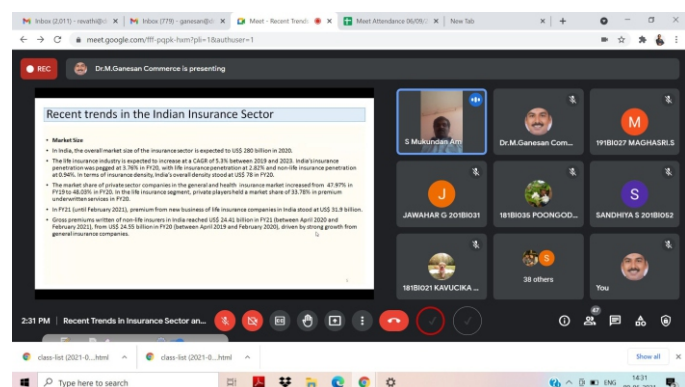 Inbox (2,011) - revathi@
Inbox (779) - ganesan@
Meet - Recent Trends
Meet Attendance 06/09/
New Tab
meet.google.com/fff-pqpk-hxm?pli=1&authuser=1
REC
Dr.M.Ganesan Commerce is presenting
Recent trends in the Indian Insurance Sector
• Market Size
• In India, the overall market size of the insurance sector is expected to US$ 280 billion in 2020.
• The life insurance industry is expected to increase at a CAGR of 5.3% between 2019 and 2023. India'sinsurance
penetration was pegged at 3.76% in FY20, with life insurance penetration at 2.82% and non-life insurance penetration
at 0.94%. In terms of insurance density, India's overall density stood at US$ 78 in FY20.
• The market share of private sector companies in the general and health insurance market increased from 47.97% in
FY19 to 48.03% in FY20. In the life insurance segment, private players held a market share of 33.78% in premium
underwritten services in FY20.
• In FY21 (until February 2021), premium from new business of life insurance companies in India stood at US$ 31.9 billion.
• Gross premiums written of non-life insurers in India reached US$ 24.41 billion in FY21 (between April 2020 and
February 2021), from US$ 24.55 billion in FY20 (between April 2019 and February 2020), driven by strong growth from
general insurance companies.
S Mukundan Am
Dr.M.Ganesan Com...
M
191BI027 MAGHASRI.S
J
JAWAHAR G 201BI031
181BI035 POONGOD...
S
SANDHIYA S 201BI052
181BI021 KAVUCIKA ...
S
38 others
You
2:31 PM | Recent Trends in Insurance Sector an...
47
class-list (2021-0....html
class-list (2021-0....html
Show all
Type here to search
ENG
14:31